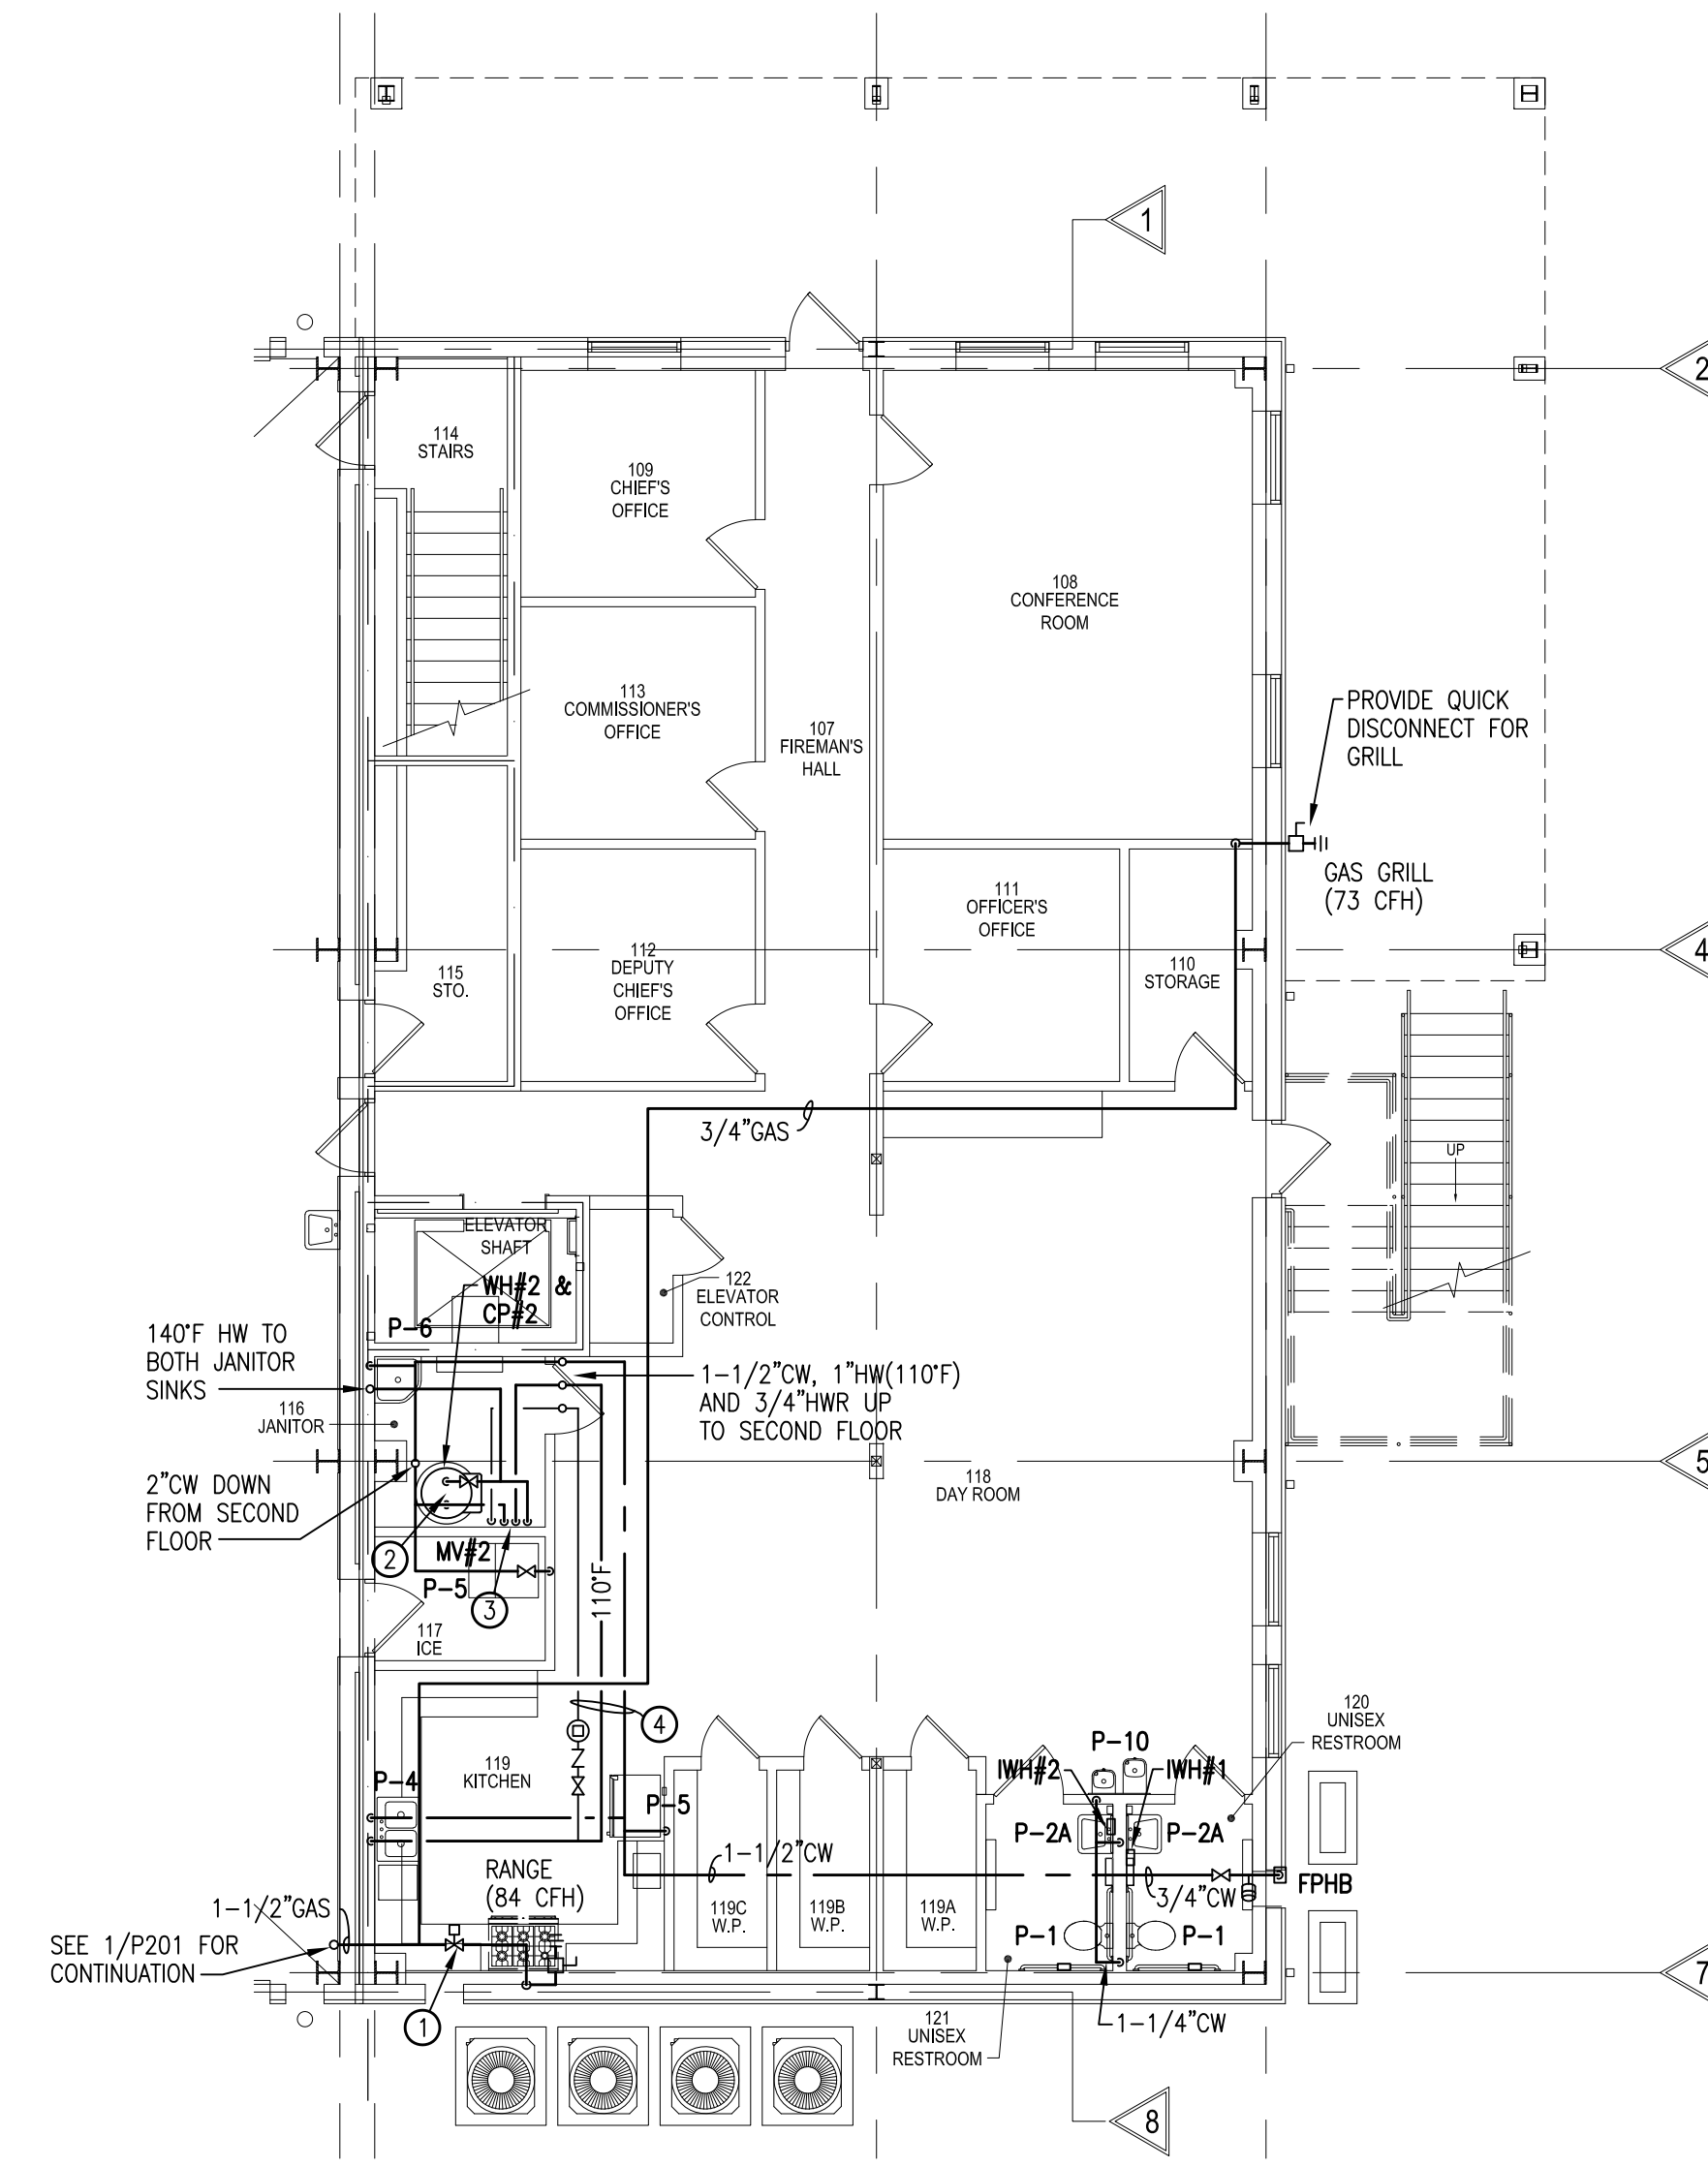 1
2
114
STAIRS
109
CHIEF'S
OFFICE
108
CONFERENCE
ROOM
113
COMMISSIONER'S
OFFICE
107
FIREMAN'S
HALL
PROVIDE QUICK
DISCONNECT FOR
GRILL
GAS GRILL
(73 CFH)
111
OFFICER'S
OFFICE
112
DEPUTY
CHIEF'S
OFFICE
115
STO.
110
STORAGE
4
3/4"GAS
UP
ELEVATOR
SHAFT
WH#2 &
CP#2
122
ELEVATOR
CONTROL
P-6
140°F HW TO
BOTH JANITOR
SINKS
116
JANITOR
1-1/2"CW, 1"HW(110°F)
AND 3/4"HWR UP
TO SECOND FLOOR
2"CW DOWN
FROM SECOND
FLOOR
118
DAY ROOM
5
2
MV#2
P-5
3
110°F
117
ICE
4
120
UNISEX
RESTROOM
119
KITCHEN
P-4
P-5
P-10
IWH#2
IWH#1
P-2A
P-2A
1-1/2"CW
RANGE
(84 CFH)
3/4"CW
FPHB
1-1/2"GAS
119C
W.P.
119B
W.P.
119A
W.P.
P-1
P-1
SEE 1/P201 FOR
CONTINUATION
7
1
121
UNISEX
RESTROOM
1-1/4"CW
8